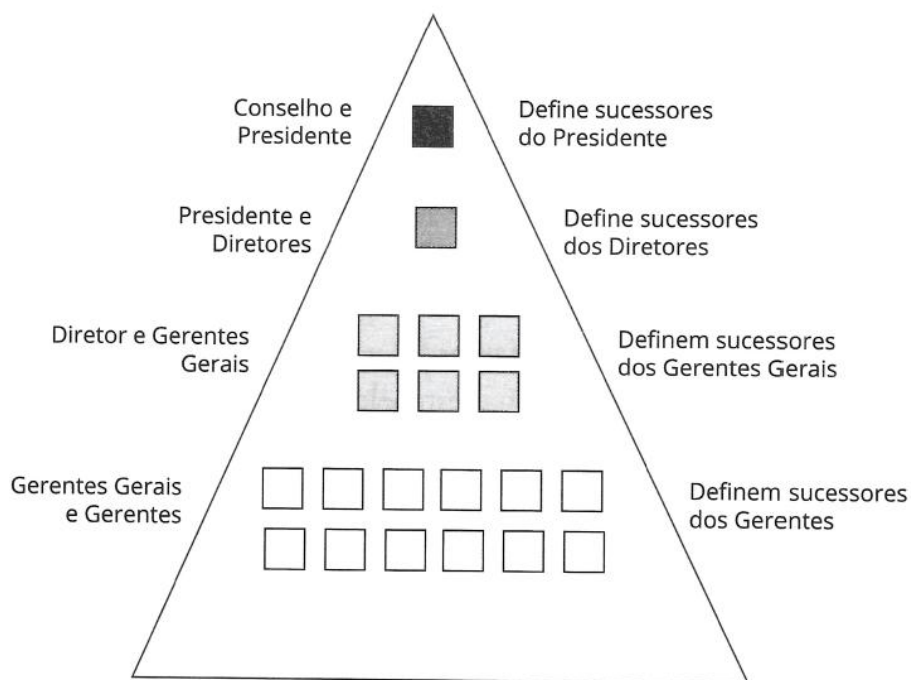 Conselho e
Presidente
Define sucessores
do Presidente
Presidente e
Diretores
Define sucessores
dos Diretores
Diretor e Gerentes
Gerais
Definem sucessores
dos Gerentes Gerais
Gerentes Gerais
e Gerentes
Definem sucessores
dos Gerentes